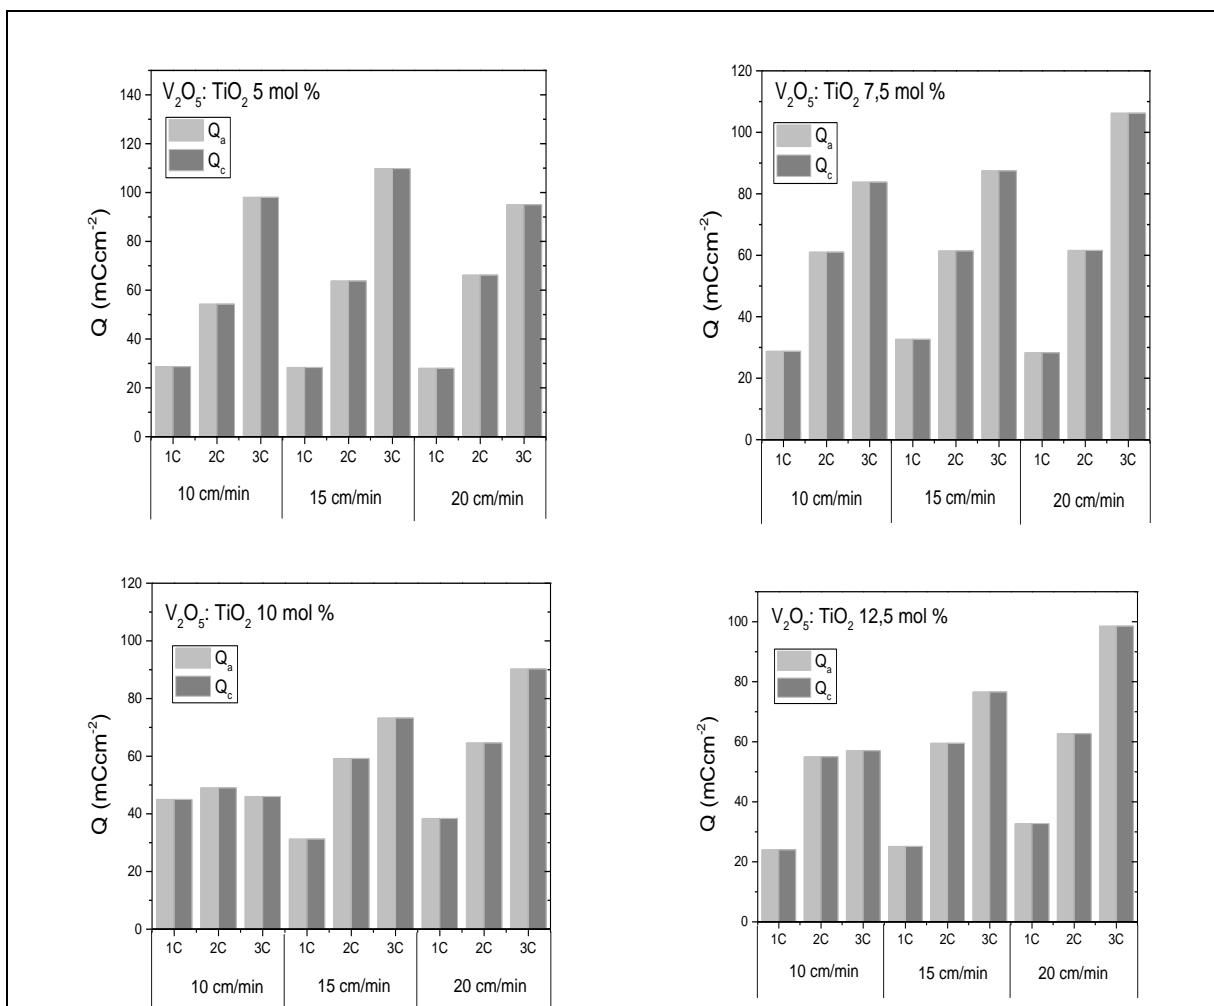 V₂O₅: TiO₂ 5 mol %
Qₐ
Q꜀
Q (mCcm⁻²)
140
120
100
80
60
40
20
0
1C 2C 3C 1C 2C 3C 1C 2C 3C
10 cm/min 15 cm/min 20 cm/min
V₂O₅: TiO₂ 7,5 mol %
Qₐ
Q꜀
Q (mCcm⁻²)
120
100
80
60
40
20
0
1C 2C 3C 1C 2C 3C 1C 2C 3C
10 cm/min 15 cm/min 20 cm/min
V₂O₅: TiO₂ 10 mol %
Qₐ
Q꜀
Q (mCcm⁻²)
120
100
80
60
40
20
0
1C 2C 3C 1C 2C 3C 1C 2C 3C
10 cm/min 15 cm/min 20 cm/min
V₂O₅: TiO₂ 12,5 mol %
Qₐ
Q꜀
Q (mCcm⁻²)
100
80
60
40
20
0
1C 2C 3C 1C 2C 3C 1C 2C 3C
10 cm/min 15 cm/min 20 cm/min